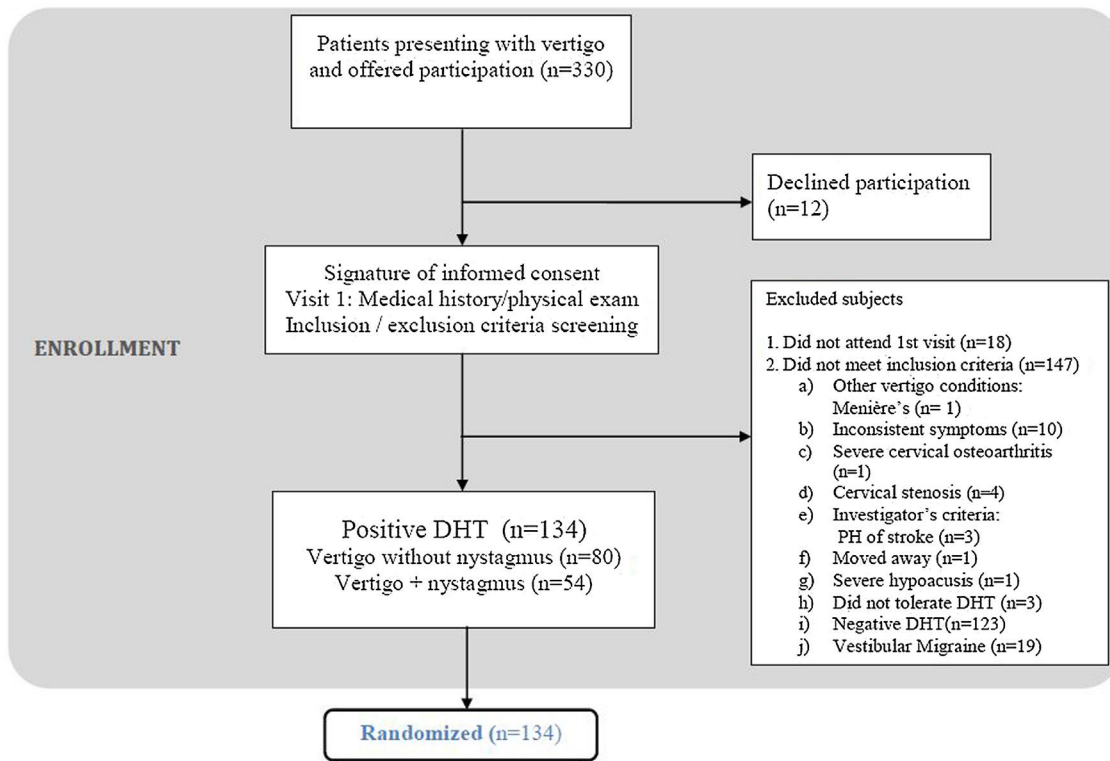 Patients presenting with vertigo
and offered participation (n=330)
Declined participation
(n=12)
Signature of informed consent
Visit 1: Medical history/physical exam
Inclusion / exclusion criteria screening
ENROLLMENT
Excluded subjects
1. Did not attend 1st visit (n=18)
2. Did not meet inclusion criteria (n=147)
a) Other vertigo conditions:
Menière's (n= 1)
b) Inconsistent symptoms (n=10)
c) Severe cervical osteoarthritis
(n=1)
d) Cervical stenosis (n=4)
e) Investigator's criteria:
PH of stroke (n=3)
f) Moved away (n=1)
g) Severe hypoacusis (n=1)
h) Did not tolerate DHT (n=3)
i) Negative DHT(n=123)
j) Vestibular Migraine (n=19)
Positive DHT (n=134)
Vertigo without nystagmus (n=80)
Vertigo + nystagmus (n=54)
Randomized (n=134)